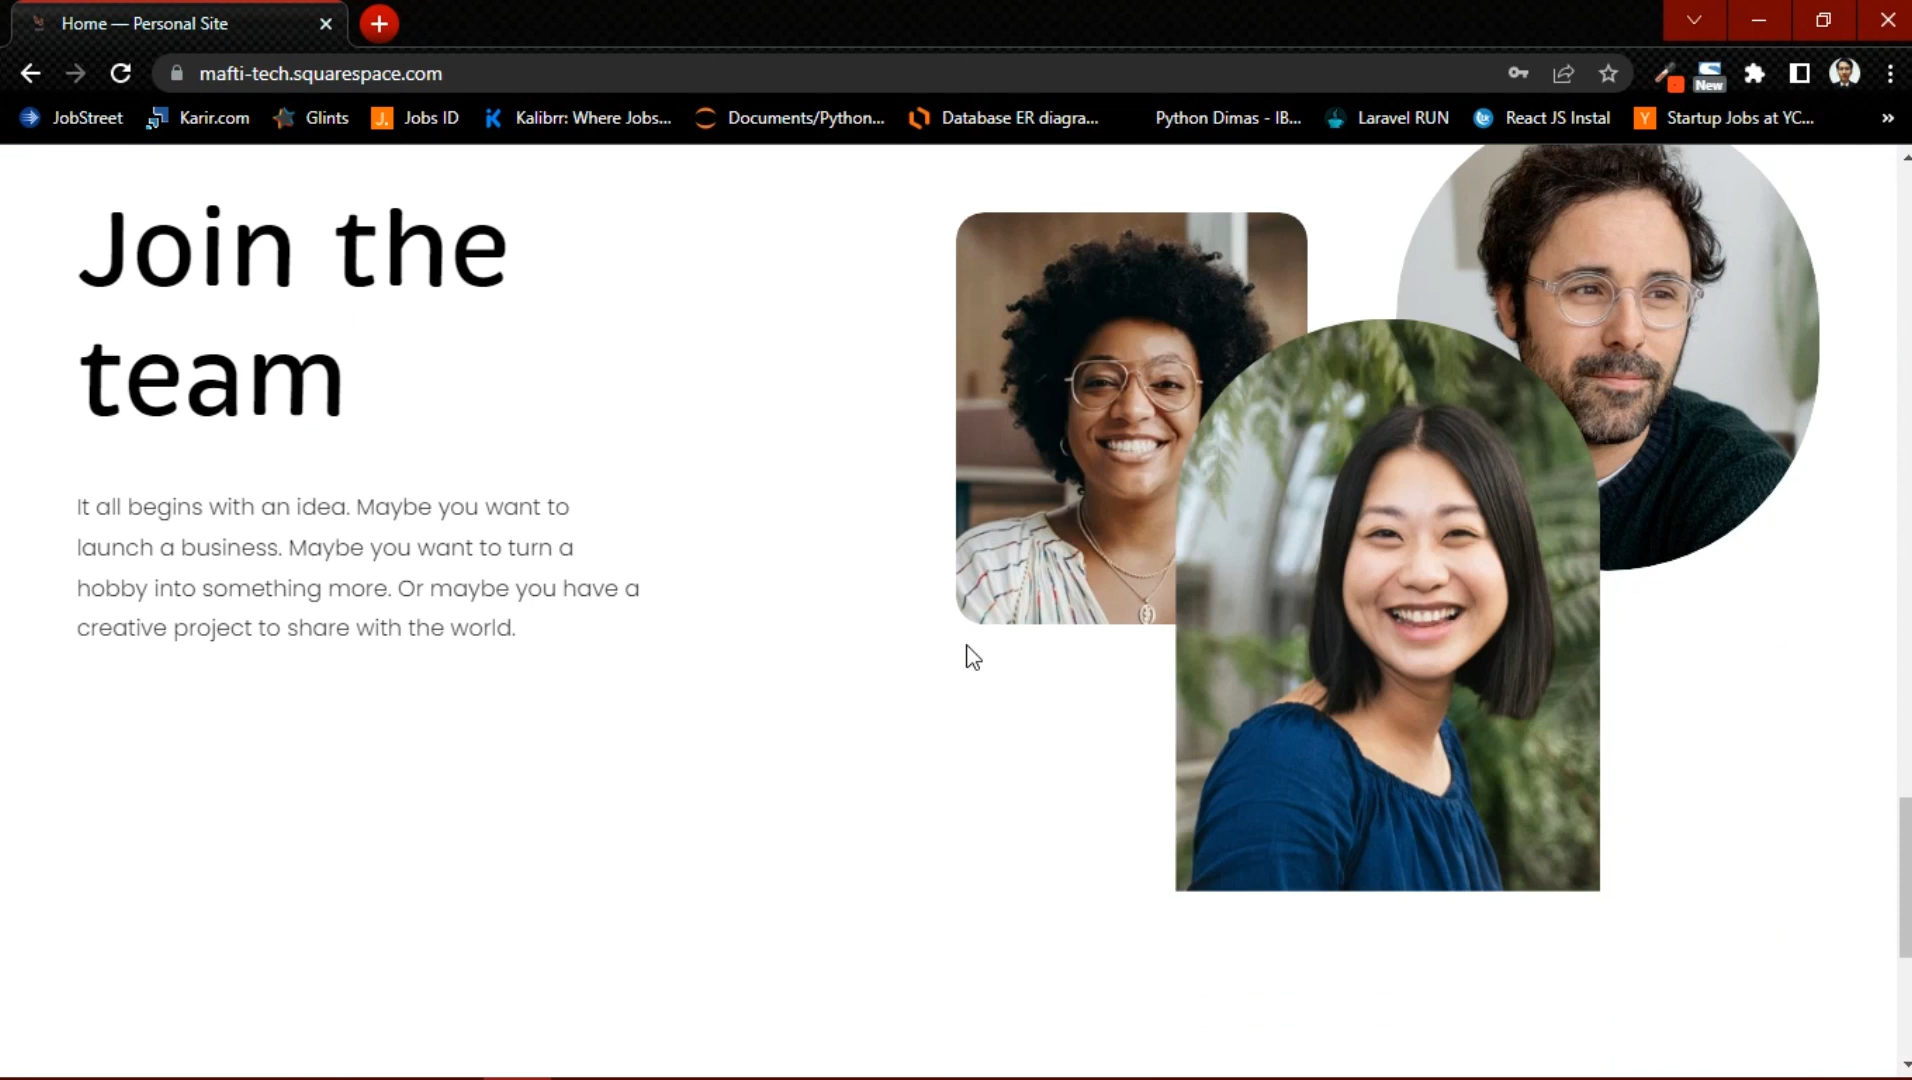 Home — Personal Site
mafti-tech.squarespace.com
New
JobStreet
Karir.com
Glints
J. Jobs ID
Kalibrr: Where Jobs...
Documents/Python...
Database ER diagra...
Python Dimas - IB...
Laravel RUN
React JS Instal
Y Startup Jobs at YC...
Join the
team
It all begins with an idea. Maybe you want to
launch a business. Maybe you want to turn a
hobby into something more. Or maybe you have a
creative project to share with the world.